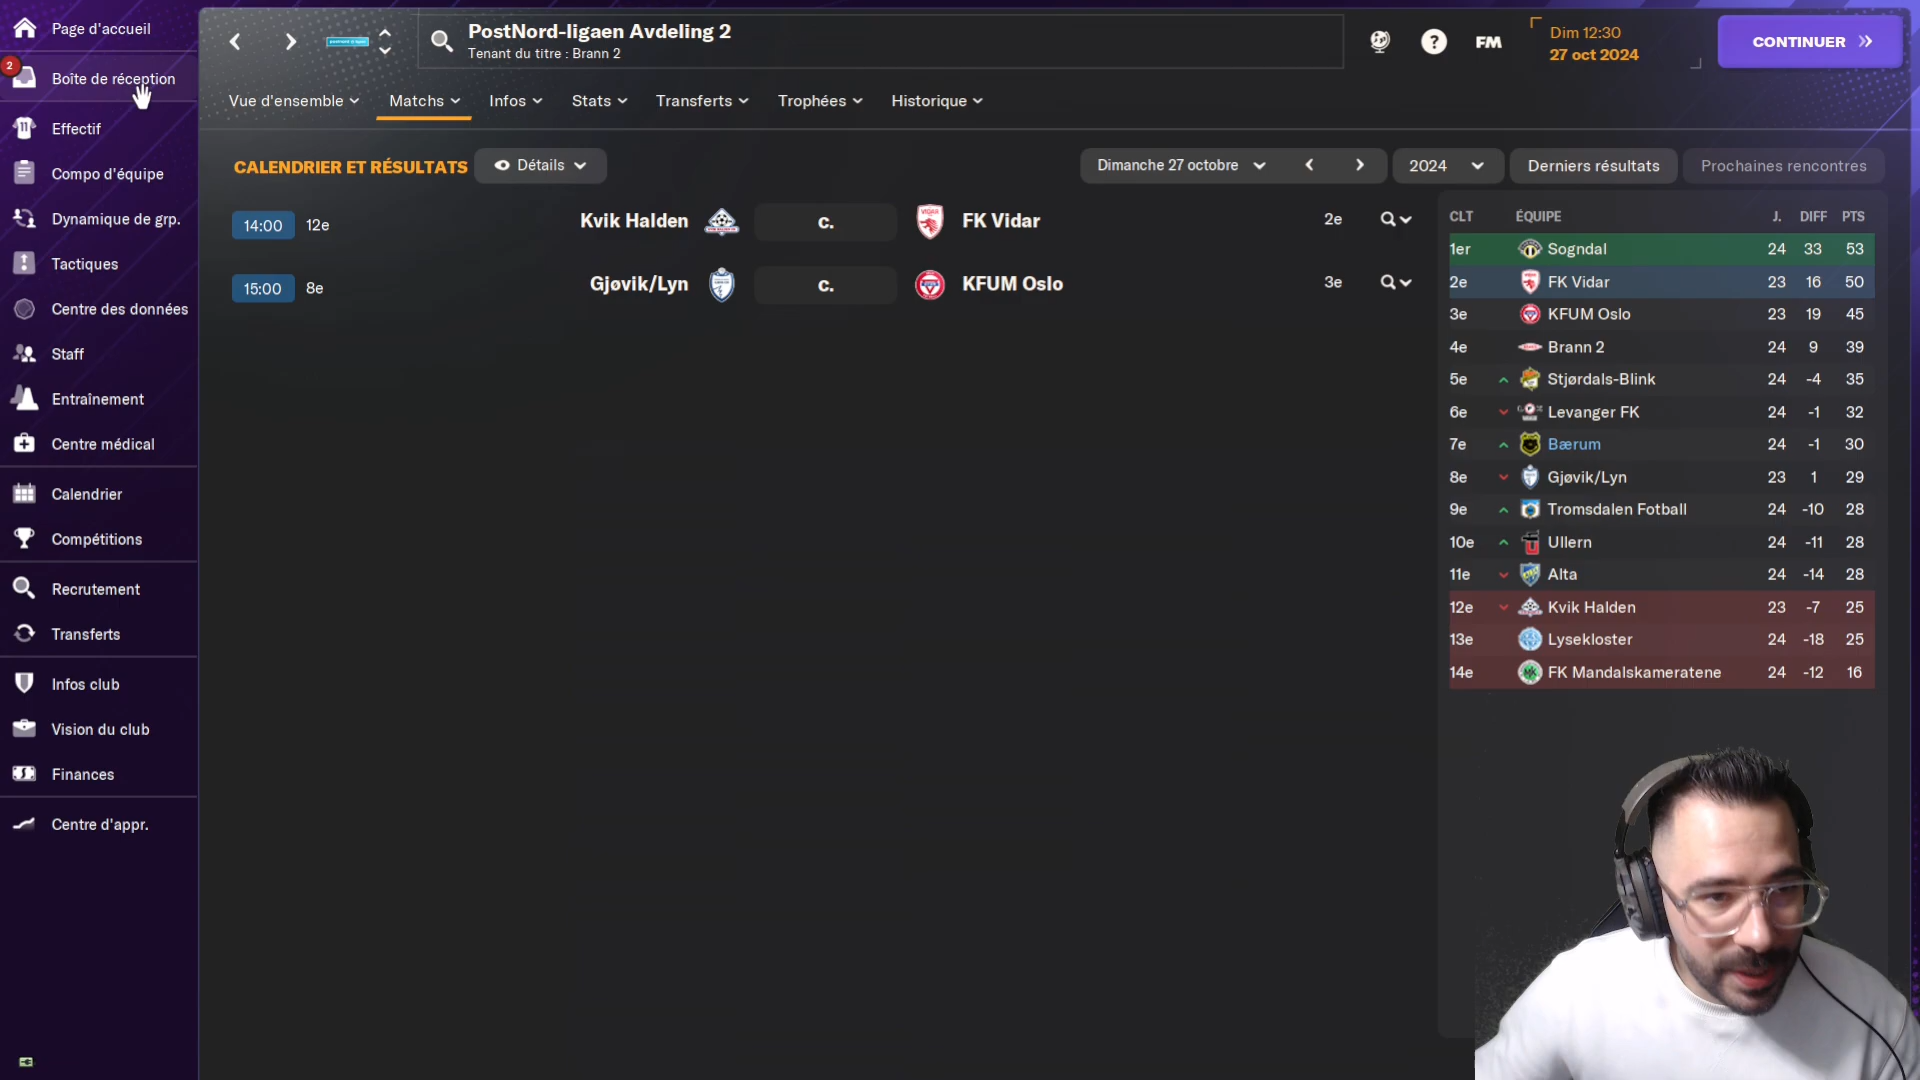 Page d'accueil
2
Boîte de réception
Effectif
Compo d'équipe
Dynamique de grp.
Tactiques
Centre des données
Staff
Entraînement
Centre médical
Calendrier
Compétitions
Recrutement
Transferts
Infos club
Vision du club
Finances
Centre d'appr.
PostNord-ligaen Avdeling 2
Tenant du titre : Brann 2
?
FM
Dim 12:30
27 oct 2024
CONTINUER
Vue d'ensemble
Matchs
Infos
Stats
Transferts
Trophées
Historique
CALENDRIER ET RÉSULTATS
Détails
Dimanche 27 octobre
2024
Derniers résultats
Prochaines rencontres
14:00 12e Kvik Halden c. FK Vidar 2e
15:00 8e Gjøvik/Lyn c. KFUM Oslo 3e
CLT ÉQUIPE J. DIFF PTS
1er Sogndal 24 33 53
2e FK Vidar 23 16 50
3e KFUM Oslo 23 19 45
4e Brann 2 24 9 39
5e Stjørdals-Blink 24 -4 35
6e Levanger FK 24 -1 32
7e Bærum 24 -1 30
8e Gjøvik/Lyn 23 1 29
9e Tromsdalen Fotball 24 -10 28
10e Ullern 24 -11 28
11e Alta 24 -14 28
12e Kvik Halden 23 -7 25
13e Lysekloster 24 -18 25
14e FK Mandalskameratene 24 -12 16